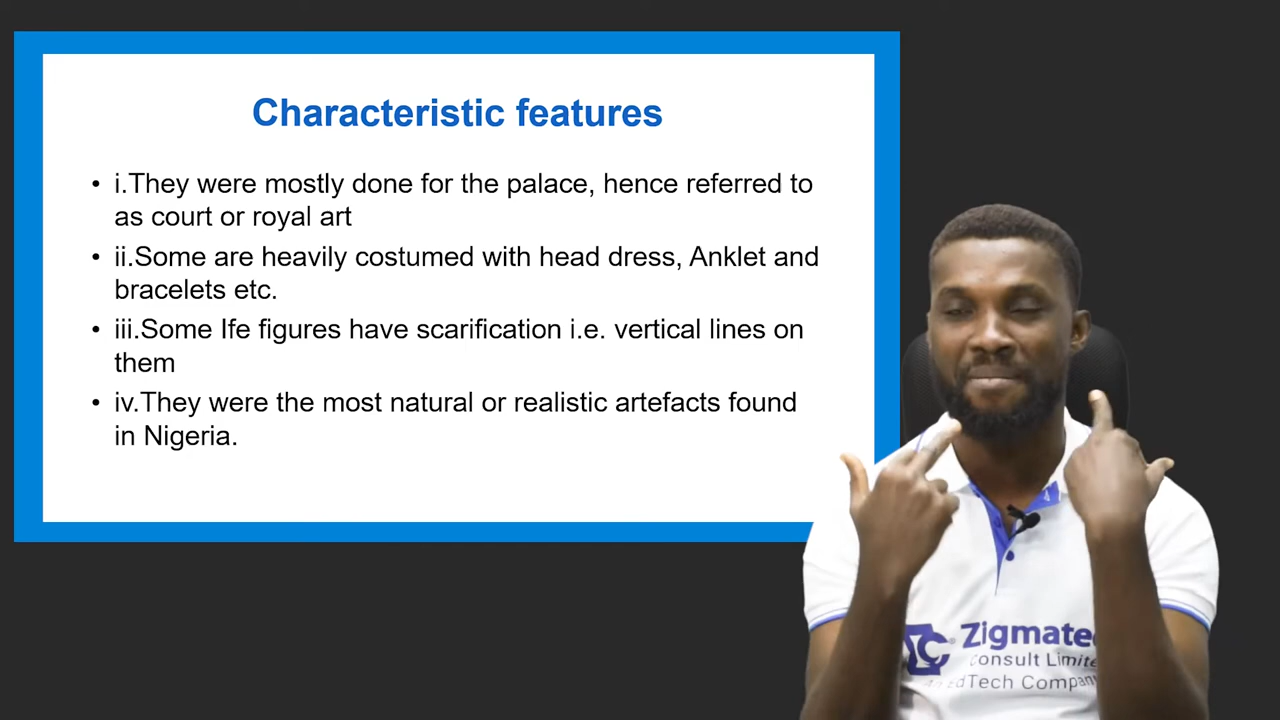 Characteristic features
• i.They were mostly done for the palace, hence referred to
as court or royal art
• ii.Some are heavily costumed with head dress, Anklet and
bracelets etc.
• iii.Some Ife figures have scarification i.e. vertical lines on
them
• iv.They were the most natural or realistic artefacts found
in Nigeria.
Zigmate
onsult Limite
EdTech Company